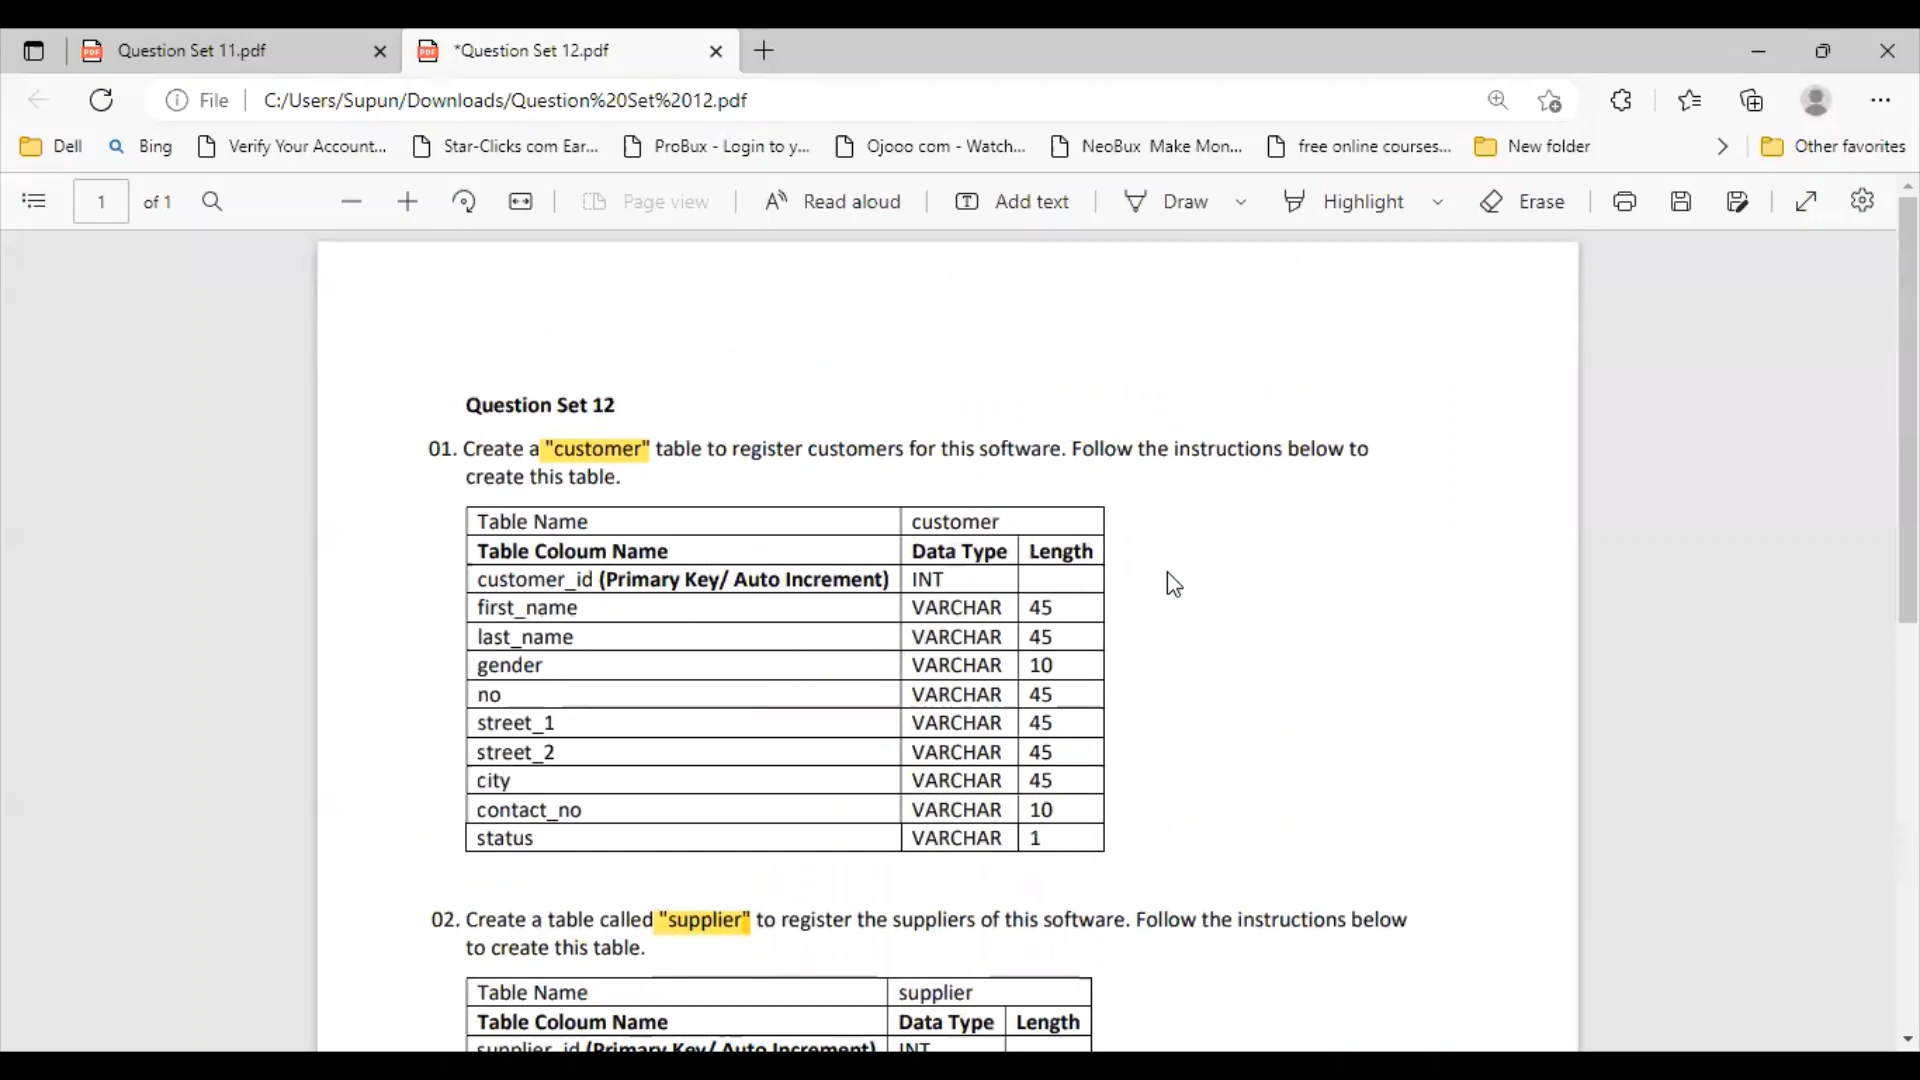 Question Set 11.pdf
*Question Set 12.pdf
File
C:/Users/Supun/Downloads/Question%20Set%2012.pdf
Dell
Bing
Verify Your Account...
Star-Clicks com Ear...
ProBux - Login to y...
Ojooo com - Watch...
NeoBux Make Mon...
free online courses...
New folder
Other favorites
1 of 1
Page view
Read aloud
Add text
Draw
Highlight
Erase
Question Set 12
01. Create a "customer" table to register customers for this software. Follow the instructions below to
create this table.
Table Name customer
Table Coloum Name Data Type Length
customer_id (Primary Key/ Auto Increment) INT
first_name VARCHAR 45
last_name VARCHAR 45
gender VARCHAR 10
no VARCHAR 45
street_1 VARCHAR 45
street_2 VARCHAR 45
city VARCHAR 45
contact_no VARCHAR 10
status VARCHAR 1
02. Create a table called "supplier" to register the suppliers of this software. Follow the instructions below
to create this table.
Table Name supplier
Table Coloum Name Data Type Length
supplier_id (Primary Key/ Auto Increment) INT